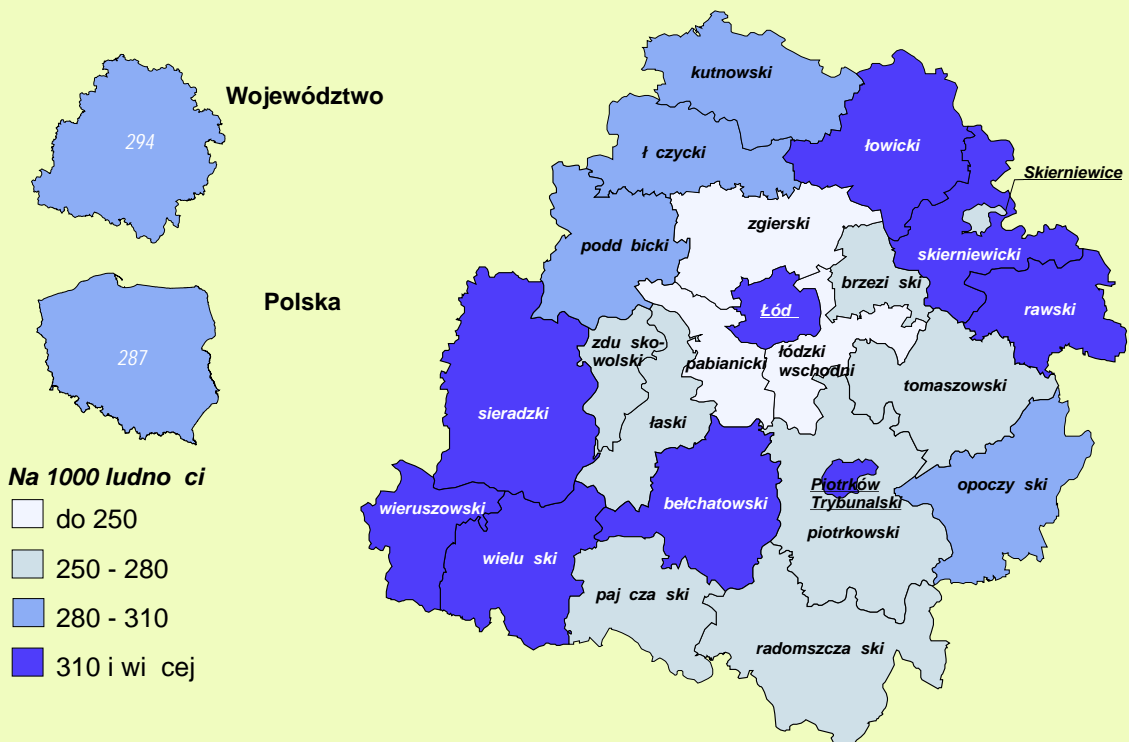 Województwo
294
Polska
287
Na 1000 ludno ci
do 250
250 - 280
280 - 310
310 i wi cej
kutnowski
ł czycki
łowicki
Skierniewice
zgierski
podd bicki
skierniewicki
brzezi ski
rawski
Łód
zdu sko-
wolski
pabianicki
łódzki
wschodni
tomaszowski
sieradzki
łaski
opoczy ski
Piotrków
Trybunalski
bełchatowski
wieruszowski
piotrkowski
wielu ski
paj cza ski
radomszcza ski